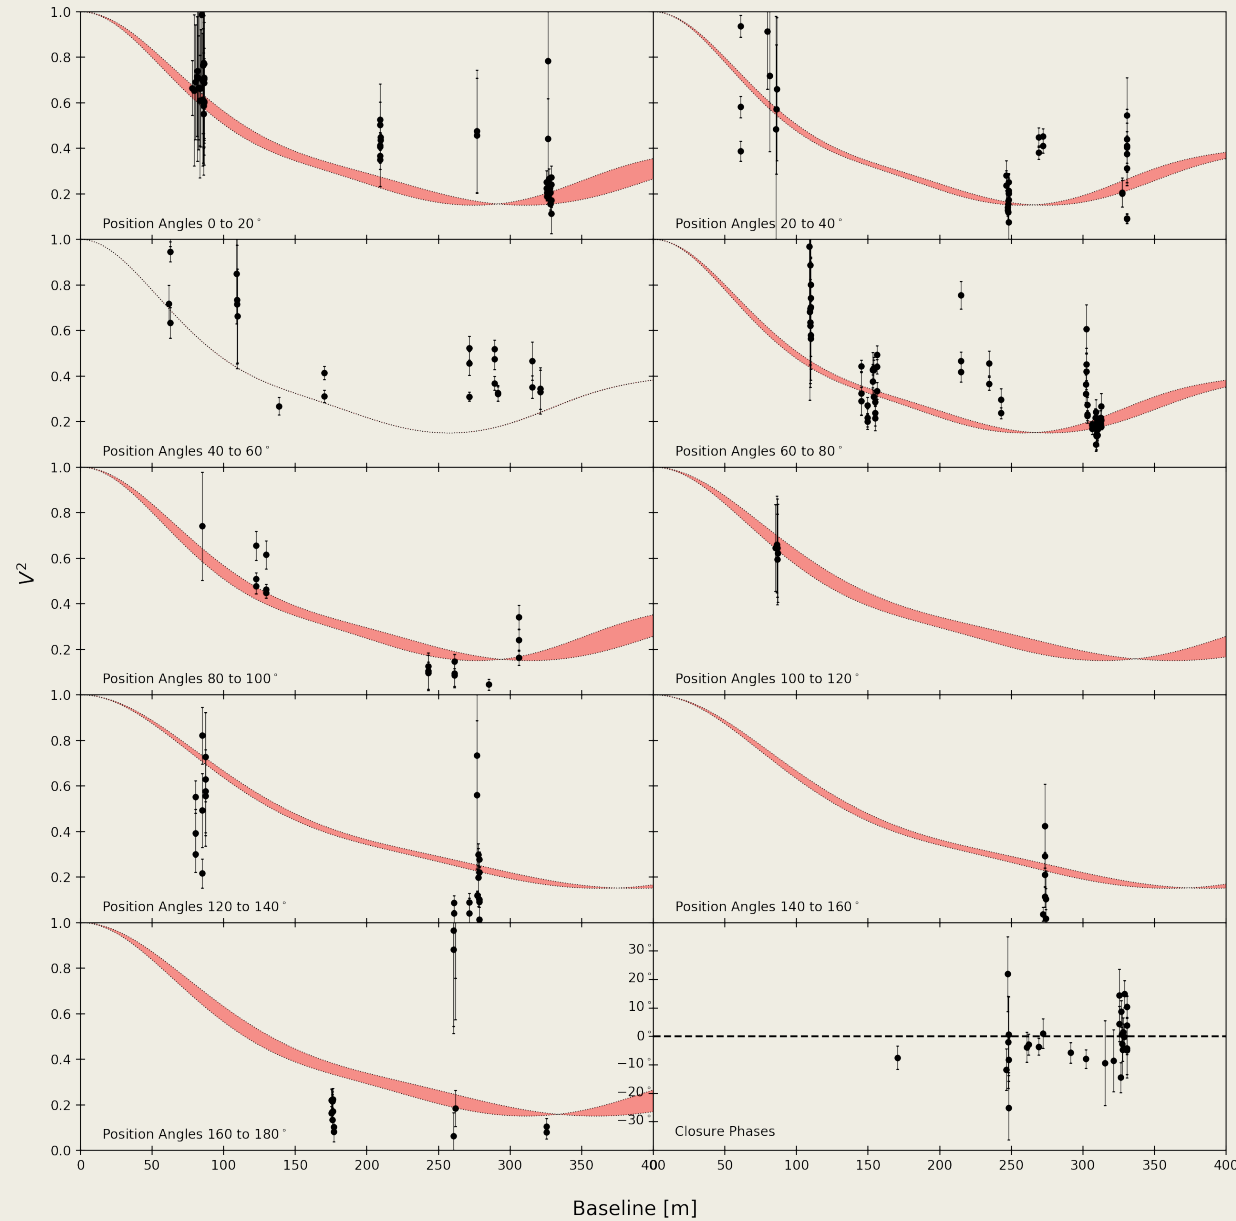 1.0
0.8
0.6
0.4
0.2
Position Angles 0 to 20°
Position Angles 20 to 40°
1.0
0.8
0.6
0.4
0.2
Position Angles 40 to 60°
Position Angles 60 to 80°
1.0
0.8
0.6
0.4
0.2
V²
Position Angles 80 to 100°
Position Angles 100 to 120°
1.0
0.8
0.6
0.4
0.2
Position Angles 120 to 140°
Position Angles 140 to 160°
1.0
0.8
0.6
0.4
0.2
0.0
Position Angles 160 to 180°
30°
20°
10°
0°
−10°
−20°
−30°
Closure Phases
0 50 100 150 200 250 300 350 400
0 50 100 150 200 250 300 350 400
Baseline [m]